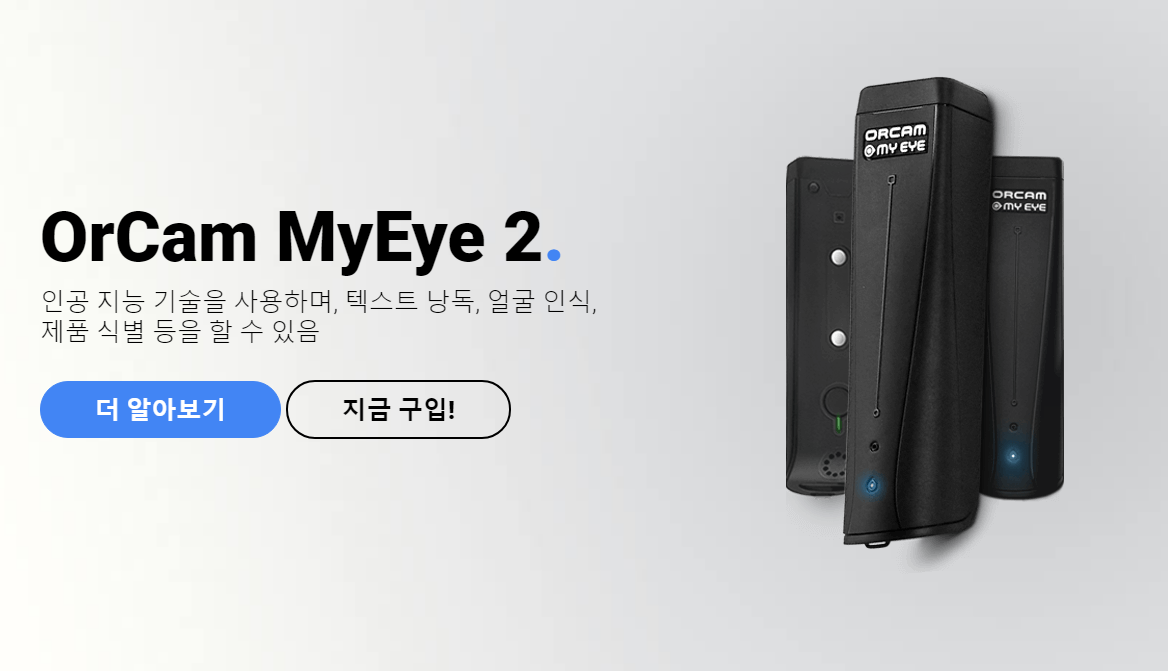 OrCam MyEye 2.
인공 지능 기술을 사용하며, 텍스트 낭독, 얼굴 인식,
제품 식별 등을 할 수 있음
더 알아보기
지금 구입!
ORCAM
MY EYE
ORCAM
MY EYE